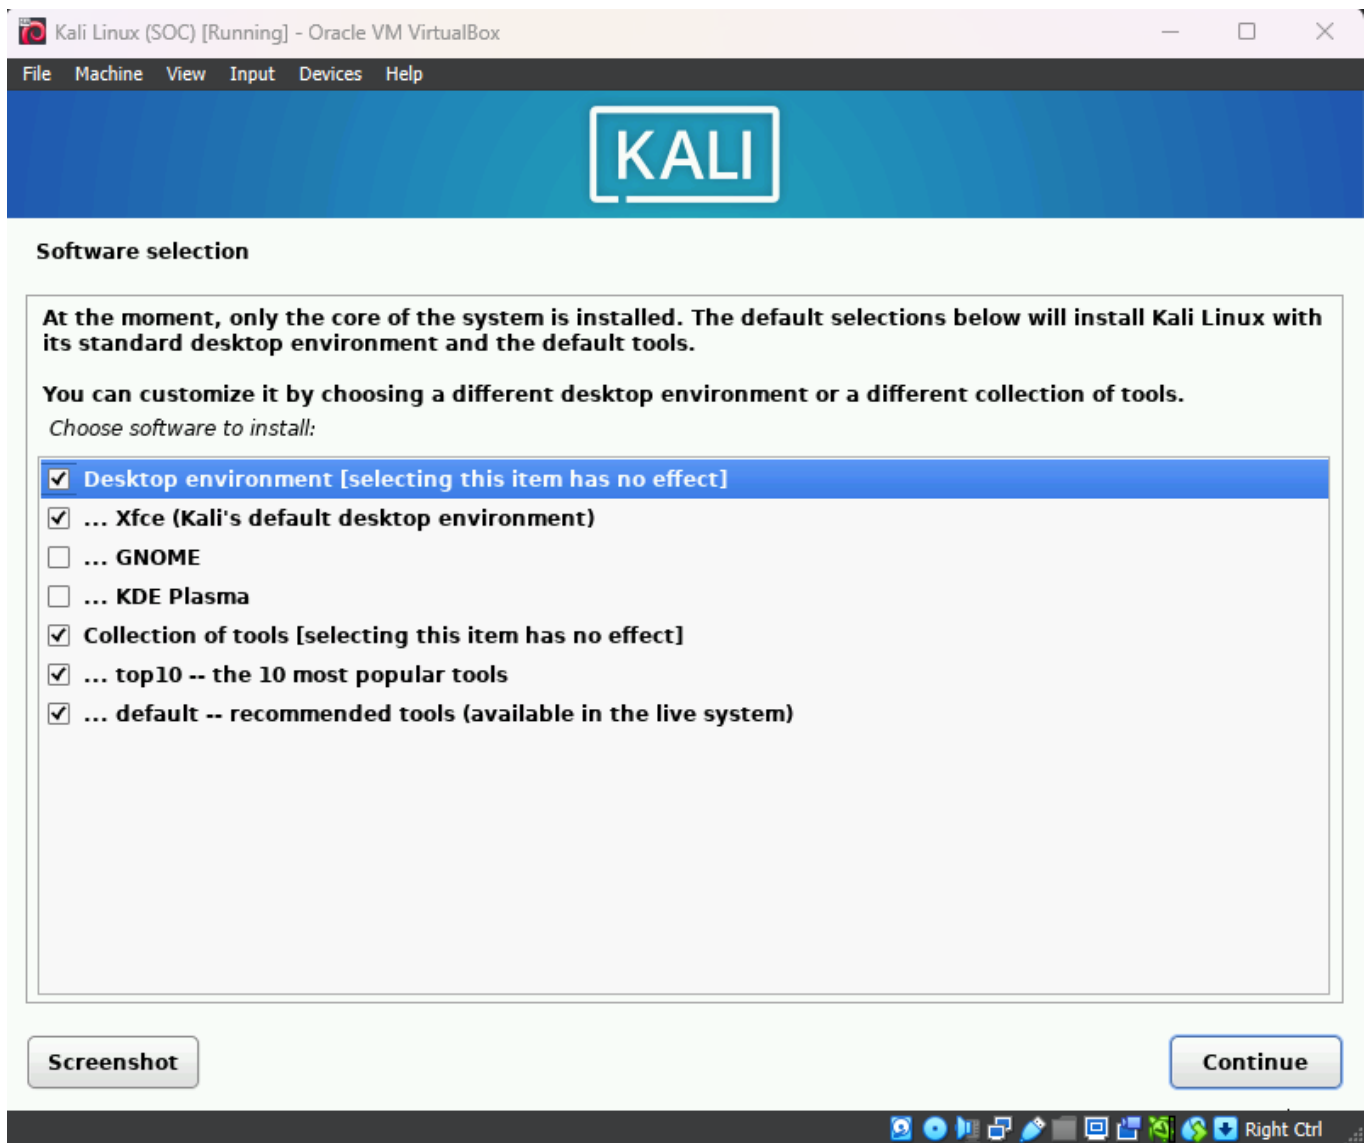 Kali Linux (SOC) [Running] - Oracle VM VirtualBox
File Machine View Input Devices Help
KALI
Software selection
At the moment, only the core of the system is installed. The default selections below will install Kali Linux with
its standard desktop environment and the default tools.
You can customize it by choosing a different desktop environment or a different collection of tools.
Choose software to install:
Desktop environment [selecting this item has no effect]
... Xfce (Kali's default desktop environment)
... GNOME
... KDE Plasma
Collection of tools [selecting this item has no effect]
... top10 -- the 10 most popular tools
... default -- recommended tools (available in the live system)
Screenshot
Continue
Right Ctrl